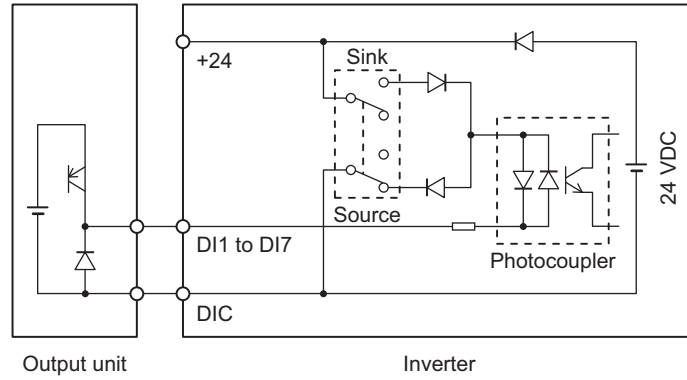 +24
Sink
24 VDC
Source
DI1 to DI7
Photocoupler
DIC
Output unit
Inverter